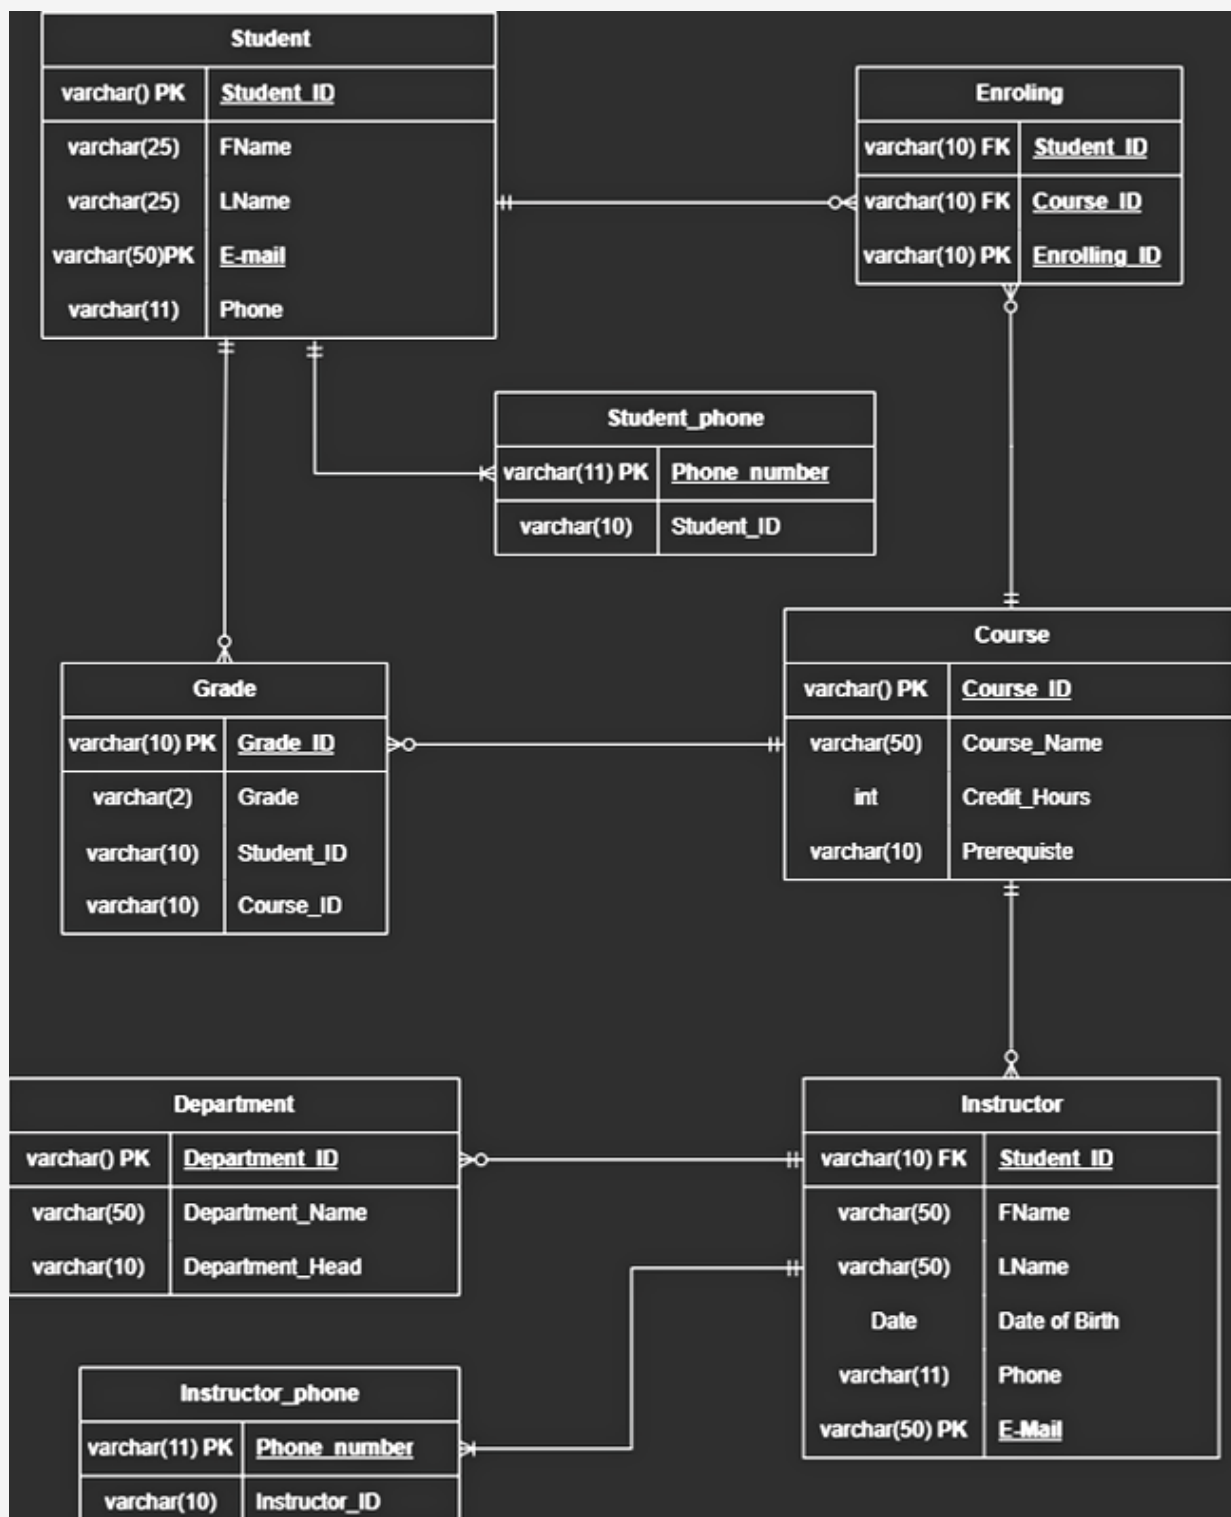 Student
varchar() PK Student_ID
varchar(25) FName
varchar(25) LName
varchar(50)PK E-mail
varchar(11) Phone
Enroling
varchar(10) FK Student_ID
varchar(10) FK Course_ID
varchar(10) PK Enrolling_ID
Student_phone
varchar(11) PK Phone_number
varchar(10) Student_ID
Course
varchar() PK Course_ID
varchar(50) Course_Name
int Credit_Hours
varchar(10) Prerequiste
Grade
varchar(10) PK Grade_ID
varchar(2) Grade
varchar(10) Student_ID
varchar(10) Course_ID
Department
varchar() PK Department_ID
varchar(50) Department_Name
varchar(10) Department_Head
Instructor
varchar(10) FK Student_ID
varchar(50) FName
varchar(50) LName
Date Date of Birth
varchar(11) Phone
varchar(50) PK E-Mail
Instructor_phone
varchar(11) PK Phone_number
varchar(10) Instructor_ID